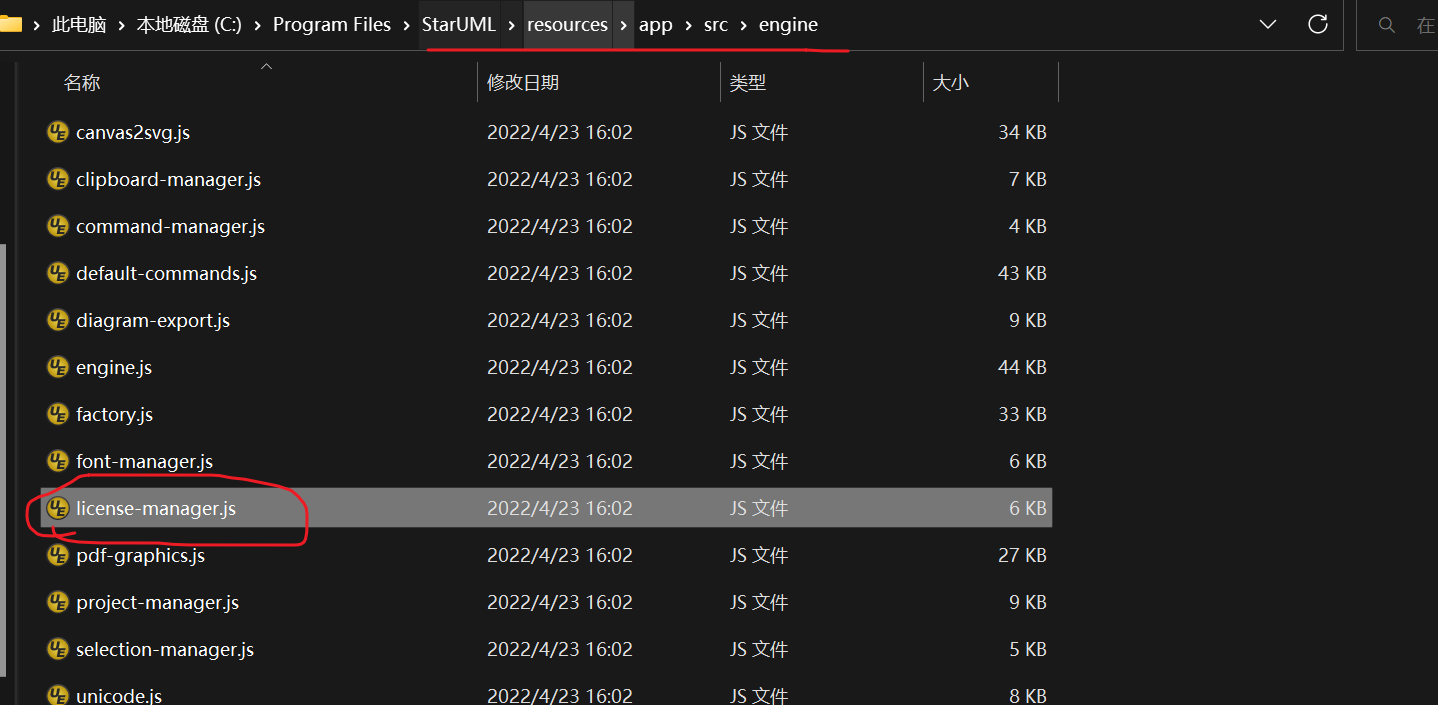 此电脑 › 本地磁盘 (C:) › Program Files › StarUML › resources › app › src › engine 在
名称 修改日期 类型 大小
canvas2svg.js 2022/4/23 16:02 JS 文件 34 KB
clipboard-manager.js 2022/4/23 16:02 JS 文件 7 KB
command-manager.js 2022/4/23 16:02 JS 文件 4 KB
default-commands.js 2022/4/23 16:02 JS 文件 43 KB
diagram-export.js 2022/4/23 16:02 JS 文件 9 KB
engine.js 2022/4/23 16:02 JS 文件 44 KB
factory.js 2022/4/23 16:02 JS 文件 33 KB
font-manager.js 2022/4/23 16:02 JS 文件 6 KB
license-manager.js 2022/4/23 16:02 JS 文件 6 KB
pdf-graphics.js 2022/4/23 16:02 JS 文件 27 KB
project-manager.js 2022/4/23 16:02 JS 文件 9 KB
selection-manager.js 2022/4/23 16:02 JS 文件 5 KB
unicode.js 2022/4/23 16:02 JS 文件 8 KB